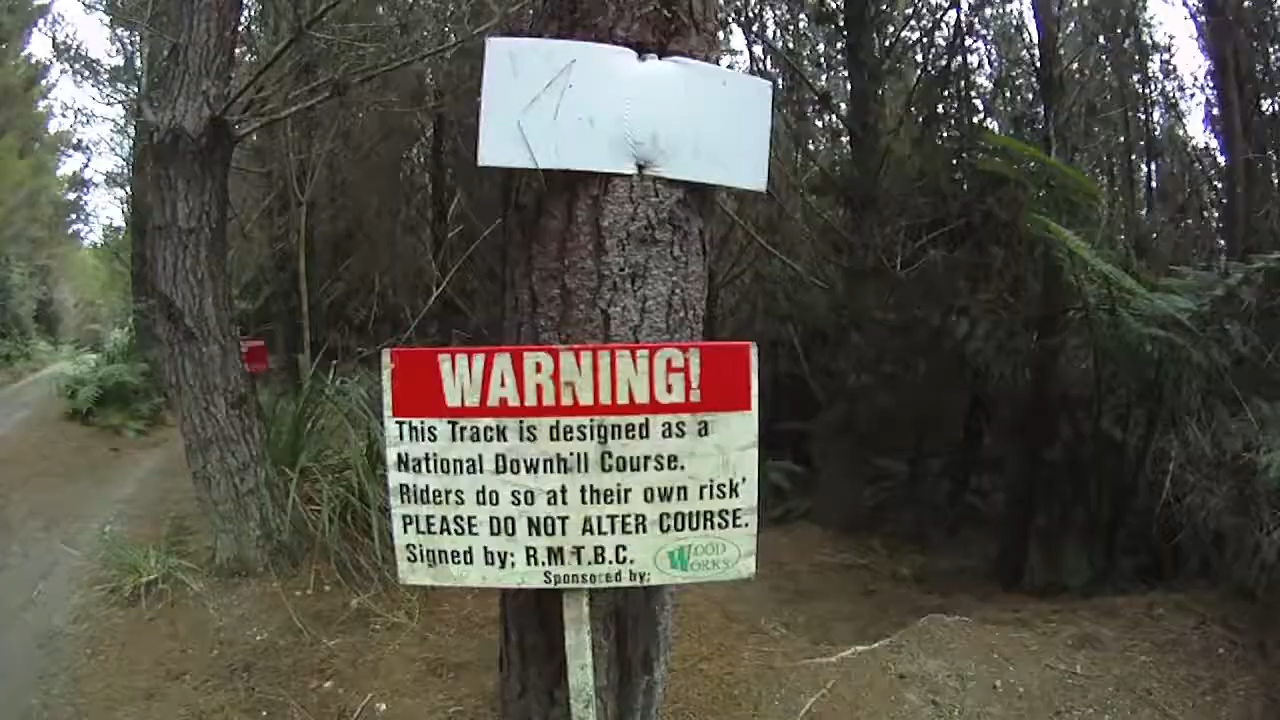 WARNING!
This Track is designed as a
National Downhill Course.
Riders do so at their own risk'
PLEASE DO NOT ALTER COURSE.
Signed by; R.M.T.B.C.
Sponsored by;
WOOD
WORKS